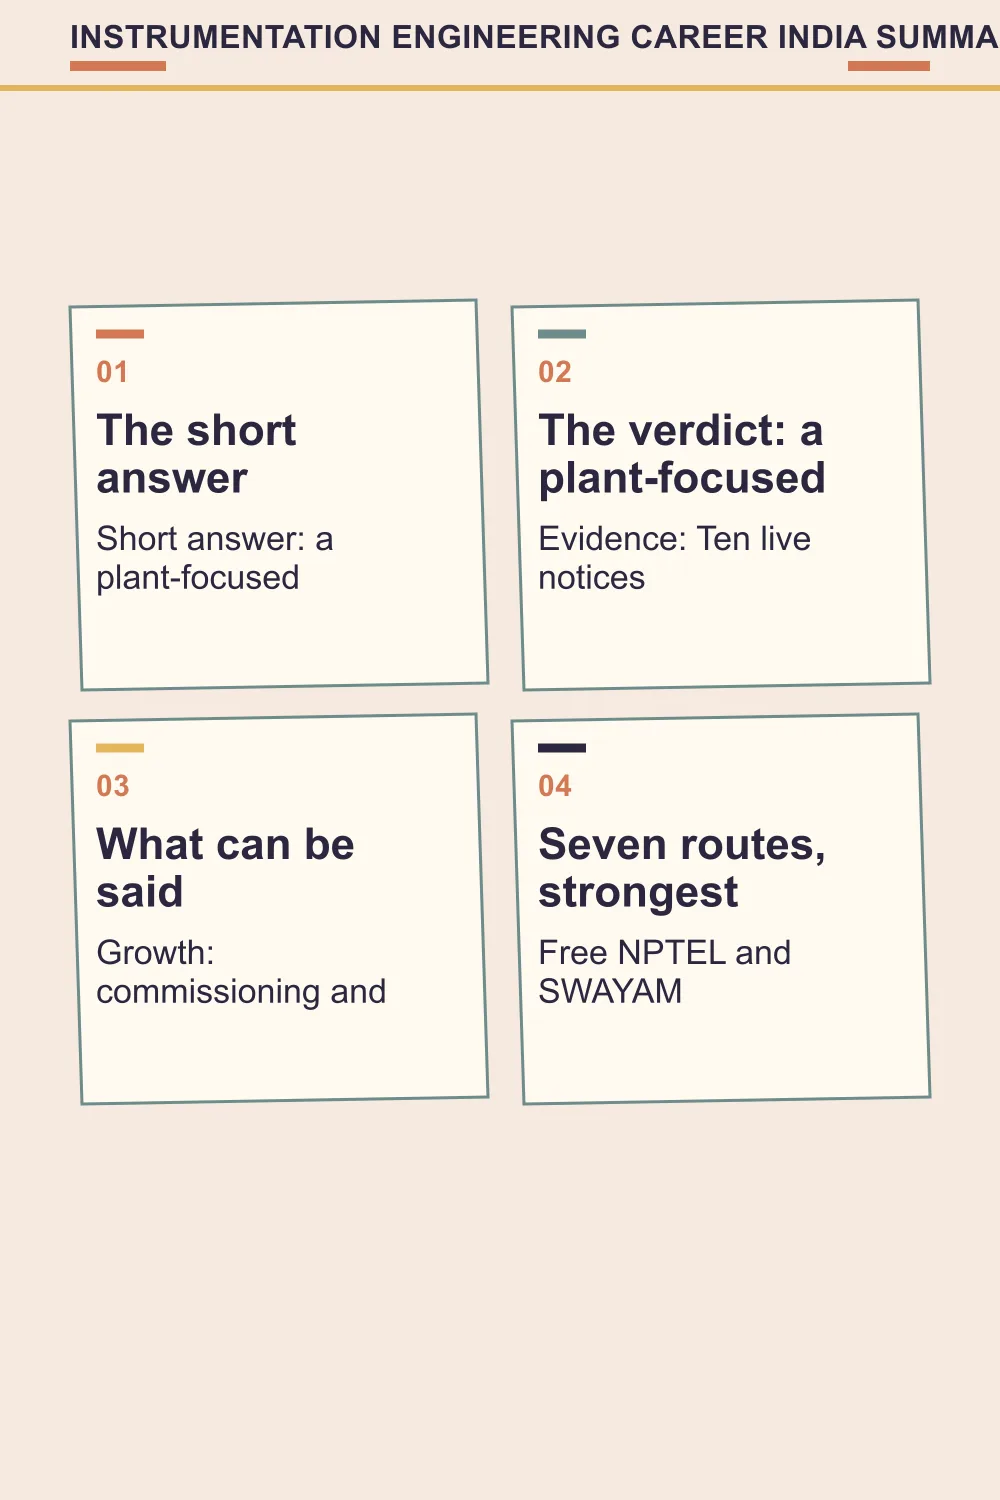 INSTRUMENTATION ENGINEERING CAREER INDIA SUMMA
01
The short
answer
Short answer: a
plant-focused
02
The verdict: a
plant-focused
Evidence: Ten live
notices
03
What can be
said
Growth:
commissioning and
04
Seven routes,
strongest
Free NPTEL and
SWAYAM